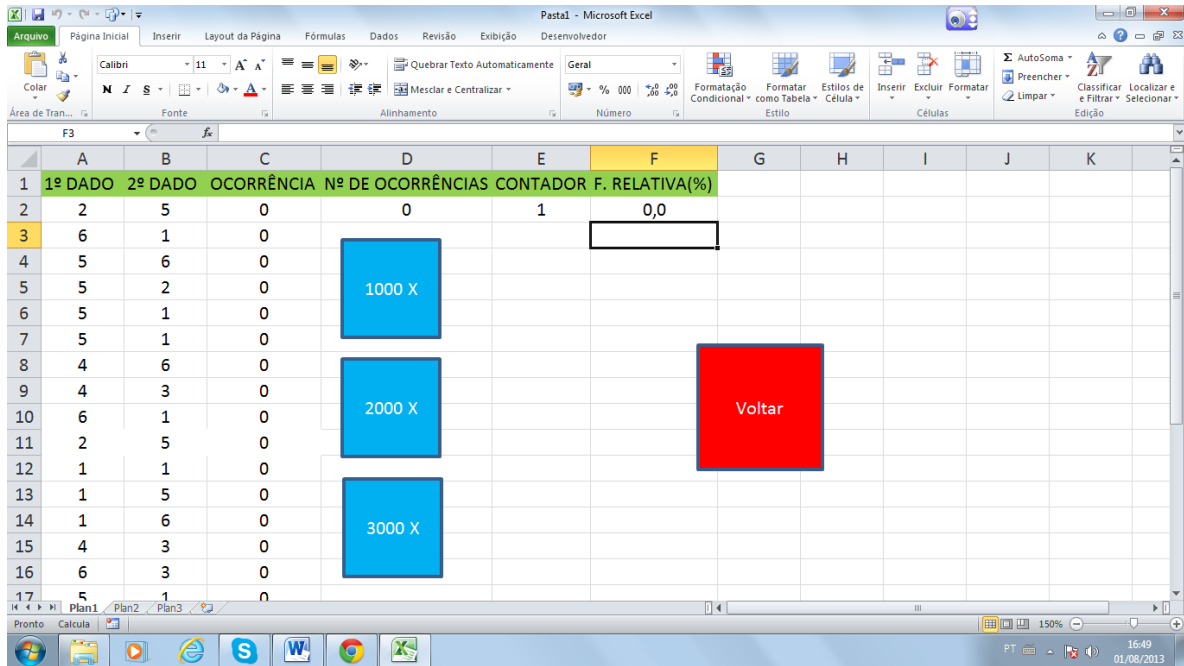 Pasta1 - Microsoft Excel
Arquivo Página Inicial Inserir Layout da Página Fórmulas Dados Revisão Exibição Desenvolvedor
Colar
Calibri 11 A A Quebrar Texto Automaticamente Geral
N I S A Mesclar e Centralizar % 000 ,00 ,00
Formatação Condicional Formatar como Tabela Estilos de Célula Inserir Excluir Formatar
Σ AutoSoma
Preencher
Limpar
Classificar e Filtrar Localizar e Selecionar
Área de Tran... Fonte Alinhamento Número Estilo Células Edição
F3 fx
A B C D E F G H I J K
1 1º DADO 2º DADO OCORRÊNCIA Nº DE OCORRÊNCIAS CONTADOR F. RELATIVA(%)
2 2 5 0 0 1 0,0
3 6 1 0
4 5 6 0
5 5 2 0 1000 X
6 5 1 0
7 5 1 0
8 4 6 0
9 4 3 0
10 6 1 0 2000 X Voltar
11 2 5 0
12 1 1 0
13 1 5 0
14 1 6 0
3000 X
15 4 3 0
16 6 3 0
17 5 1 0
Plan1 Plan2 Plan3
Pronto Calcula 150%
PT 16:49
01/08/2013